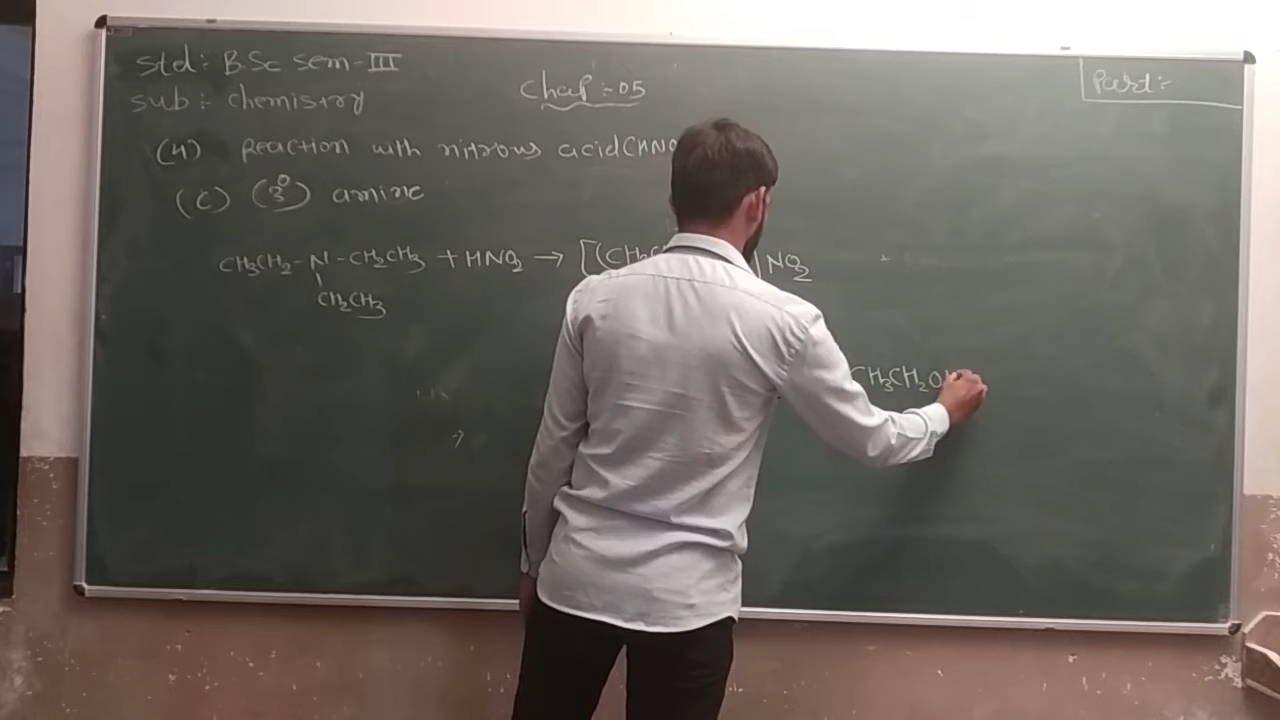 Std:- B.Sc sem-III
Sub:- chemistry
Chap:-05
Part:-
(4) Reaction with nitrous acid(HNO
(C) (3°) amine
CH3CH2-N-CH2CH3 + HNO2 → [(CH3 ]NO2
CH2CH3
CH3CH2O